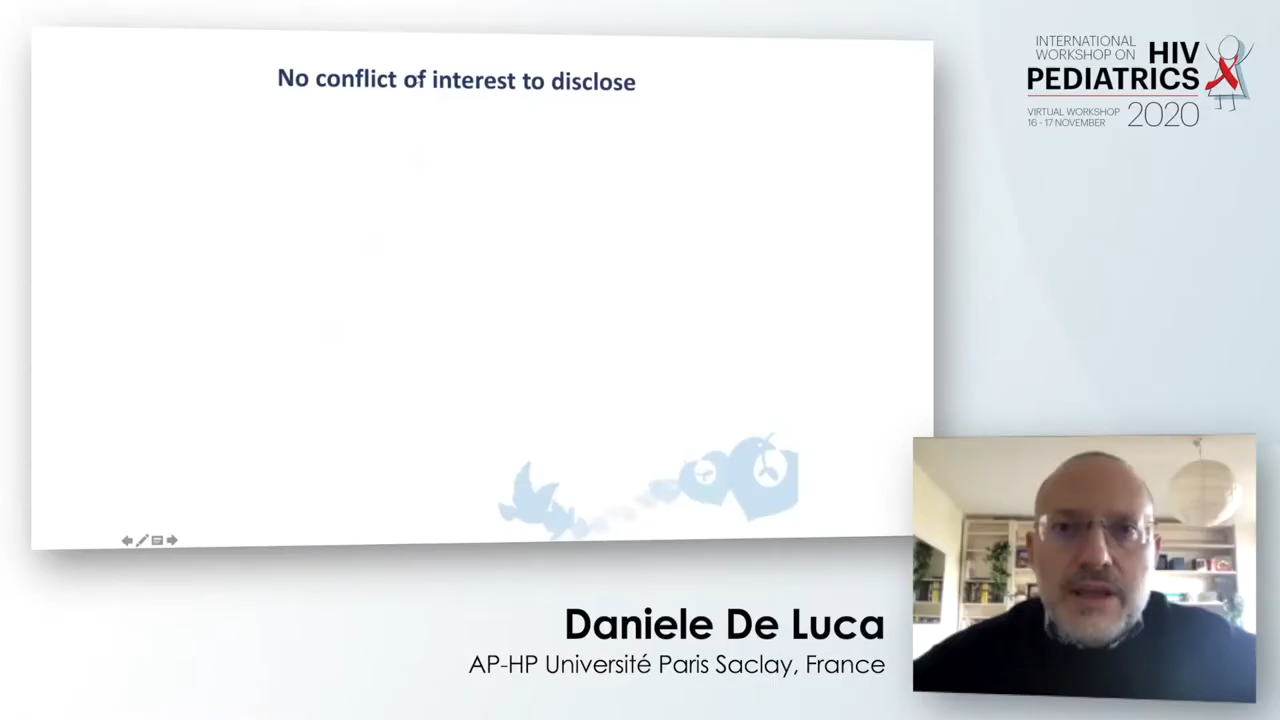 No conflict of interest to disclose
INTERNATIONAL
WORKSHOP ON
HIV
PEDIATRICS
VIRTUAL WORKSHOP
16 - 17 NOVEMBER
2020
Daniele De Luca
AP-HP Université Paris Saclay, France